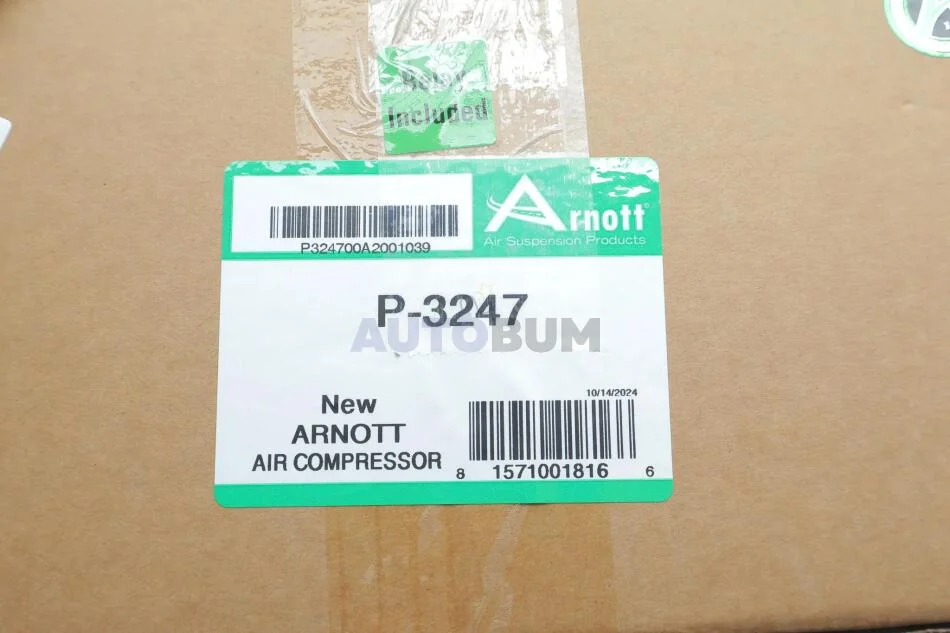 Relay
Included
Arnott®
Air Suspension Products
P324700A2001039
P-3247
AUTOBUM
10/14/2024
New
ARNOTT
AIR COMPRESSOR
8 1571001816 6